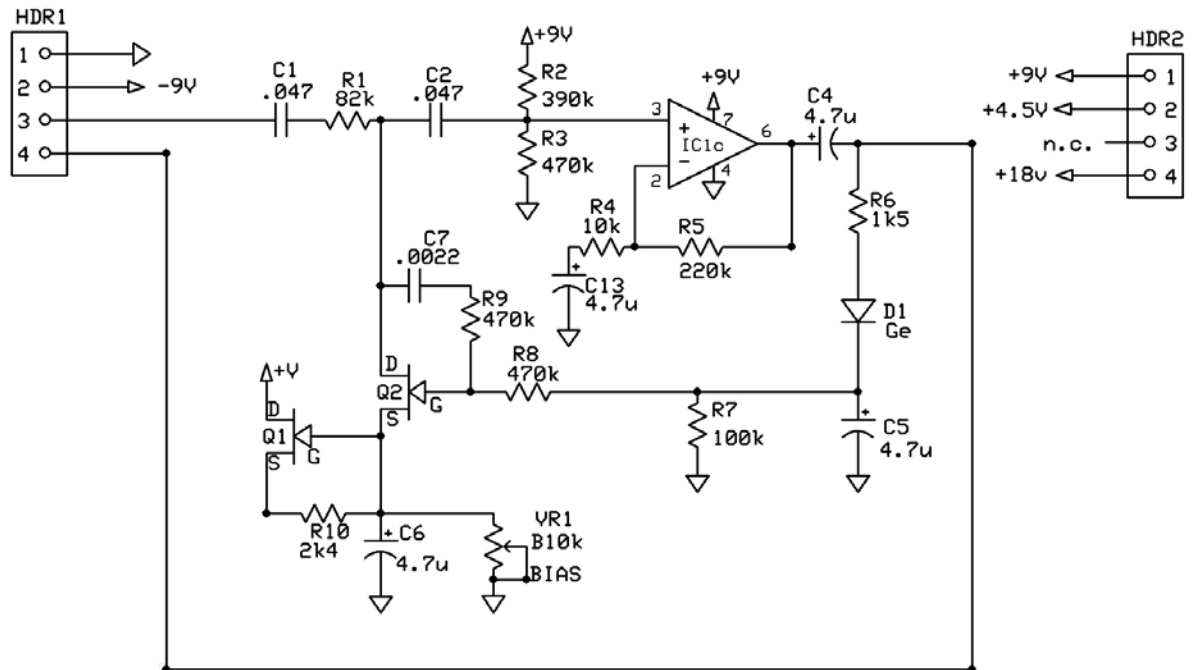 HDR1
1
2
3
4
-9V
C1
.047
R1
82k
C2
.047
+9V
R2
390k
R3
470k
+9V
3
2
+
−
IC1c
7
6
4
C4
4.7u
+
HDR2
+9V
1
+4.5V
2
n.c.
3
+18v
4
R6
1k5
R4
10k
R5
220k
+
C13
4.7u
C7
.0022
R9
470k
D1
Ge
R8
470k
D
Q2
G
S
+V
D
Q1
G
S
R7
100k
+
C5
4.7u
R10
2k4
+
C6
4.7u
VR1
B10k
BIAS